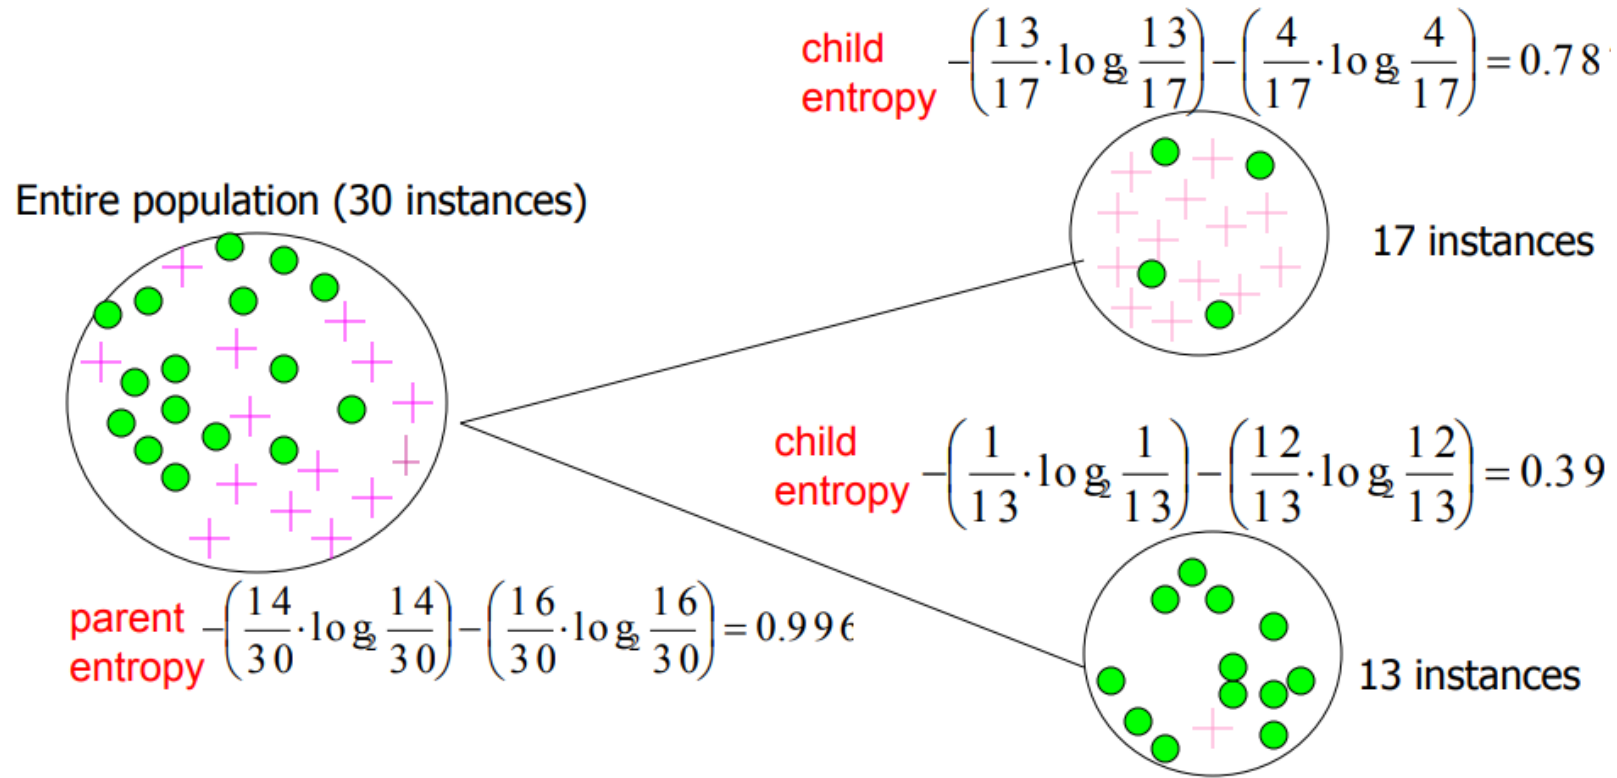 child entropy −(13/17·log₂ 13/17)−(4/17·log₂ 4/17)=0.78
Entire population (30 instances)
17 instances
child entropy −(1/13·log₂ 1/13)−(12/13·log₂ 12/13)=0.39
parent entropy −(14/30·log₂ 14/30)−(16/30·log₂ 16/30)=0.996
13 instances